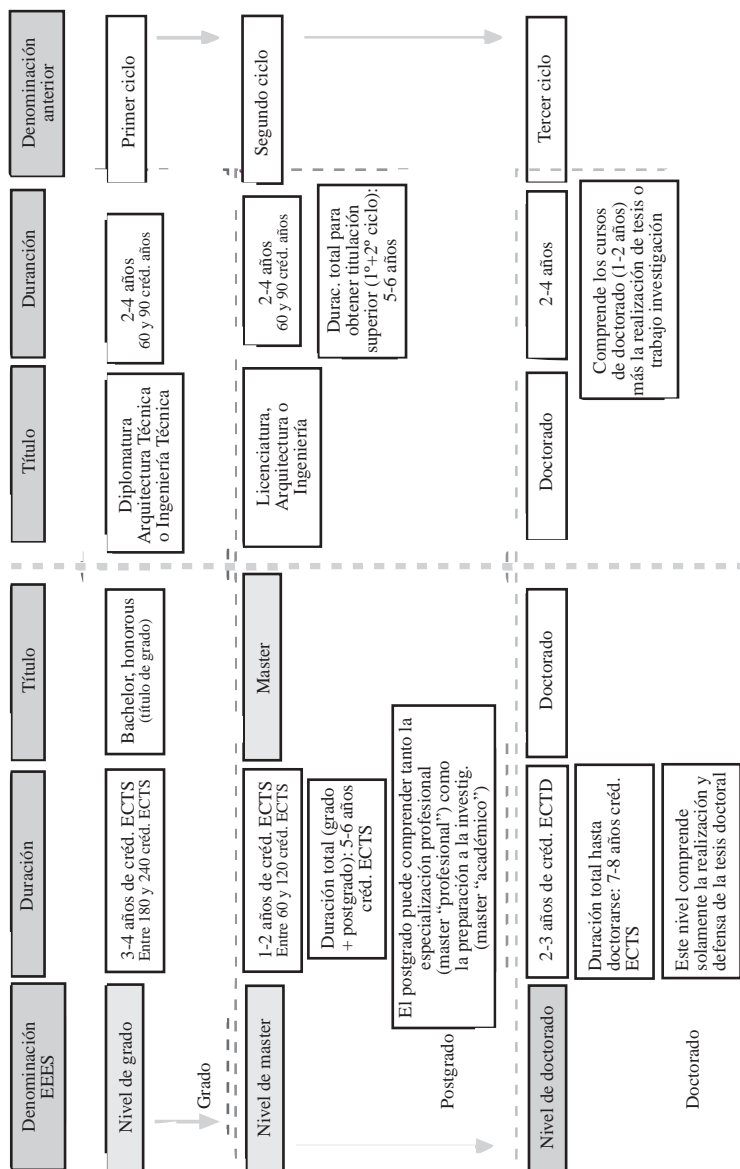 Denominación
EEES
Duración
Título
Título
Duranción
Denominación
anterior
Nivel de grado
3-4 años de créd. ECTS
Entre 180 y 240 créd. ECTS
Bachelor, honorous
(título de grado)
Diplomatura
Arquitectura Técnica
o Ingeniería Técnica
2-4 años
60 y 90 créd. años
Primer ciclo
Grado
Nivel de master
1-2 años de créd. ECTS
Entre 60 y 120 créd. ECTS
Master
Licenciatura,
Arquitectura o
Ingeniería
2-4 años
60 y 90 créd. años
Segundo ciclo
Duración total (grado
+ postgrado): 5-6 años
créd. ECTS
Durac. total para
obtener titulación
superior (1º+2º ciclo):
5-6 años
El postgrado puede comprender tanto la
especialización profesional
(master “profesional”) como
la preparación a la investig.
(master “académico”)
Postgrado
Nivel de doctorado
2-3 años de créd. ECTD
Doctorado
Doctorado
2-4 años
Tercer ciclo
Duración total hasta
doctorarse: 7-8 años créd.
ECTS
Comprende los cursos
de doctorado (1-2 años)
más la realización de tesis o
trabajo investigación
Este nivel comprende
solamente la realización y
defensa de la tesis doctoral
Doctorado